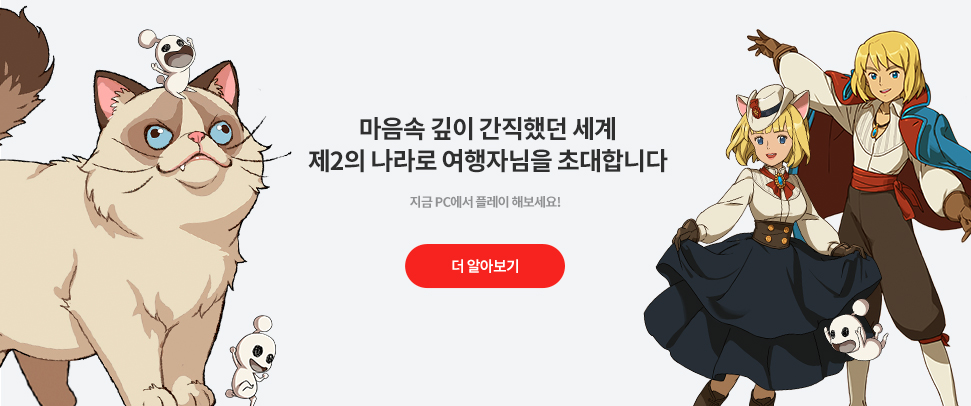 마음속 깊이 간직했던 세계
제2의 나라로 여행자님을 초대합니다
지금 PC에서 플레이 해보세요!
더 알아보기